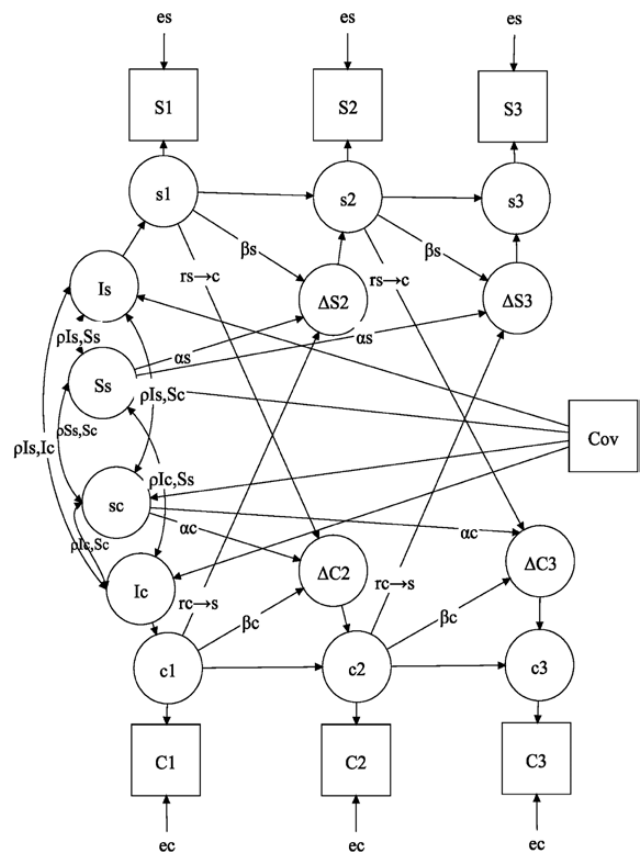 es es es
S1 S2 S3
s1 s2 s3
βs βs
Is rs→c ΔS2 rs→c ΔS3
ρIs,Ss αs αs
Ss ρIs,Sc
ρSs,Sc Cov
ρIs,Ic
ρIc,Ss
sc
αc αc
ρIc,Sc
Ic ΔC2 ΔC3
rc→s rc→s
βc βc
c1 c2 c3
C1 C2 C3
ec ec ec